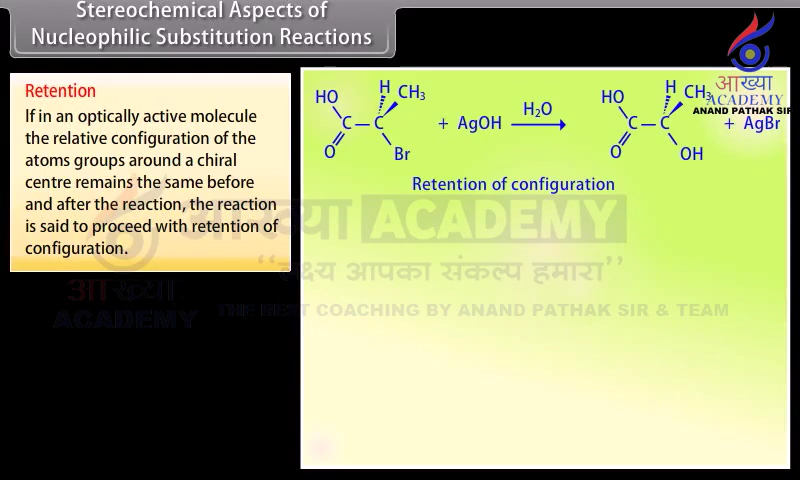 Stereochemical Aspects of
Nucleophilic Substitution Reactions
आख्या
ACADEMY
ANAND PATHAK SIR
Retention
If in an optically active molecule
the relative configuration of the
atoms groups around a chiral
centre remains the same before
and after the reaction, the reaction
is said to proceed with retention of
configuration.
HO H CH₃
C — C + AgOH H₂O
O Br
HO H CH₃
C — C + AgBr
O OH
Retention of configuration
आख्या ACADEMY
‘‘लक्ष्य आपका संकल्प हमारा’’
THE BEST COACHING BY ANAND PATHAK SIR & TEAM
आख्या
ACADEMY